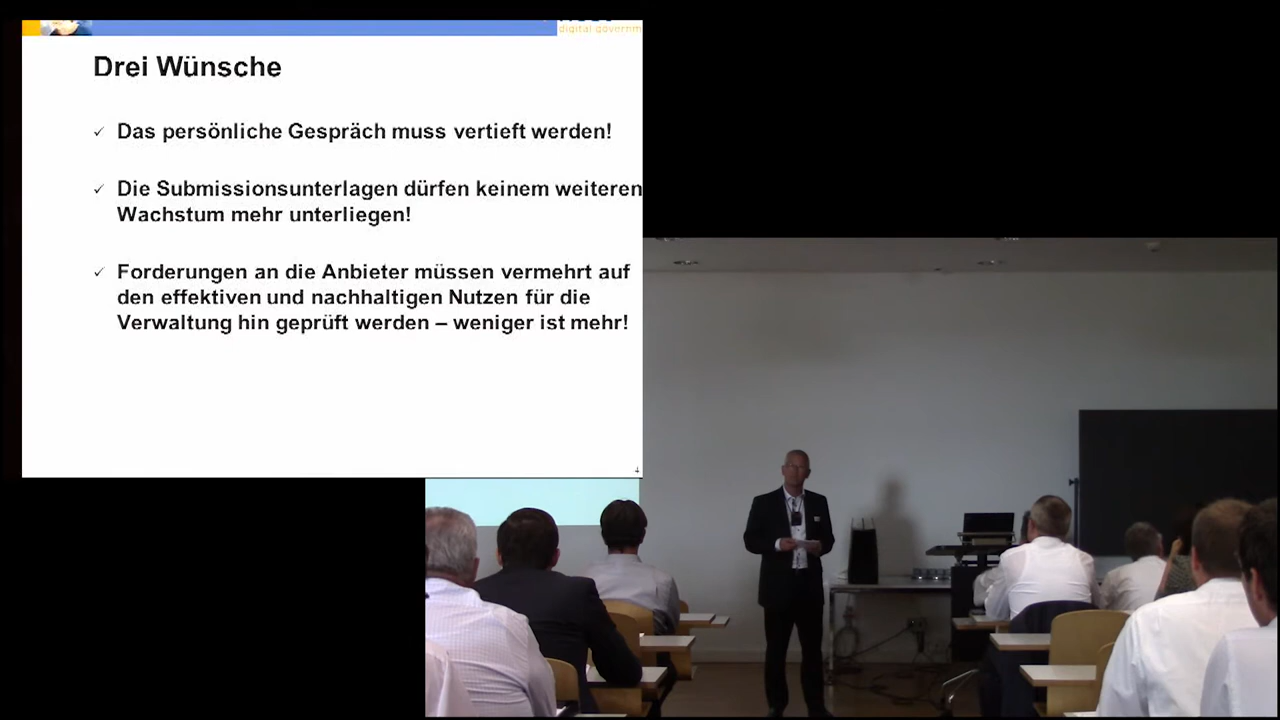 digital governm
Drei Wünsche
✓ Das persönliche Gespräch muss vertieft werden!
✓ Die Submissionsunterlagen dürfen keinem weiteren
Wachstum mehr unterliegen!
✓ Forderungen an die Anbieter müssen vermehrt auf
den effektiven und nachhaltigen Nutzen für die
Verwaltung hin geprüft werden – weniger ist mehr!
4